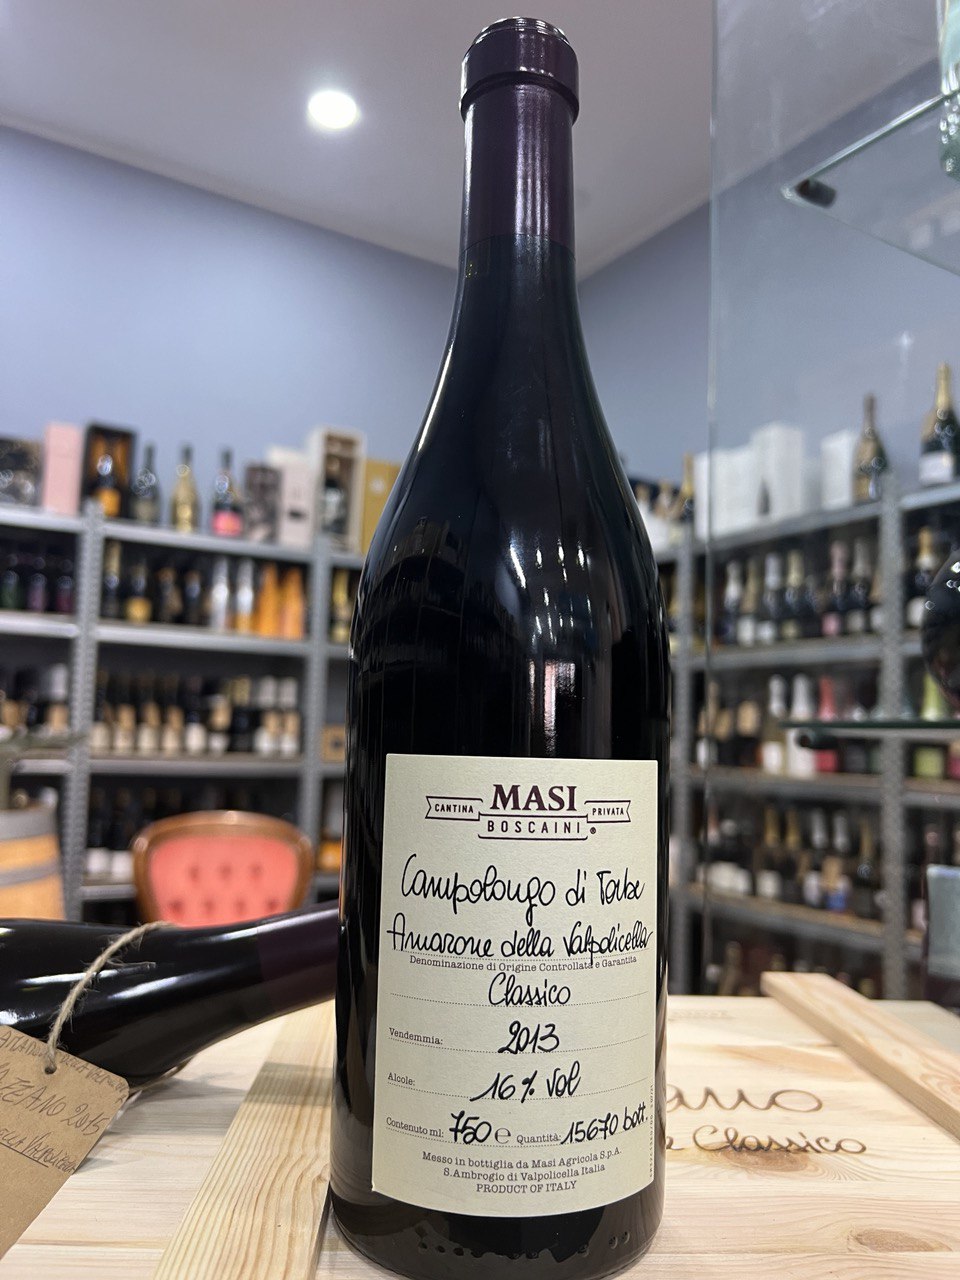 MASI
CANTINA PRIVATA
BOSCAINI ®
Campolongo di Torbe
Amarone della Valpolicella
Denominazione di Origine Controllata e Garantita
Classico
Vendemmia: 2013
Alcole: 16% vol
Contenuto ml: 750 e Quantità: 15670 bott.
Messo in bottiglia da Masi Agricola S.p.A.
S.Ambrogio di Valpolicella Italia
PRODUCT OF ITALY
2015
Classico